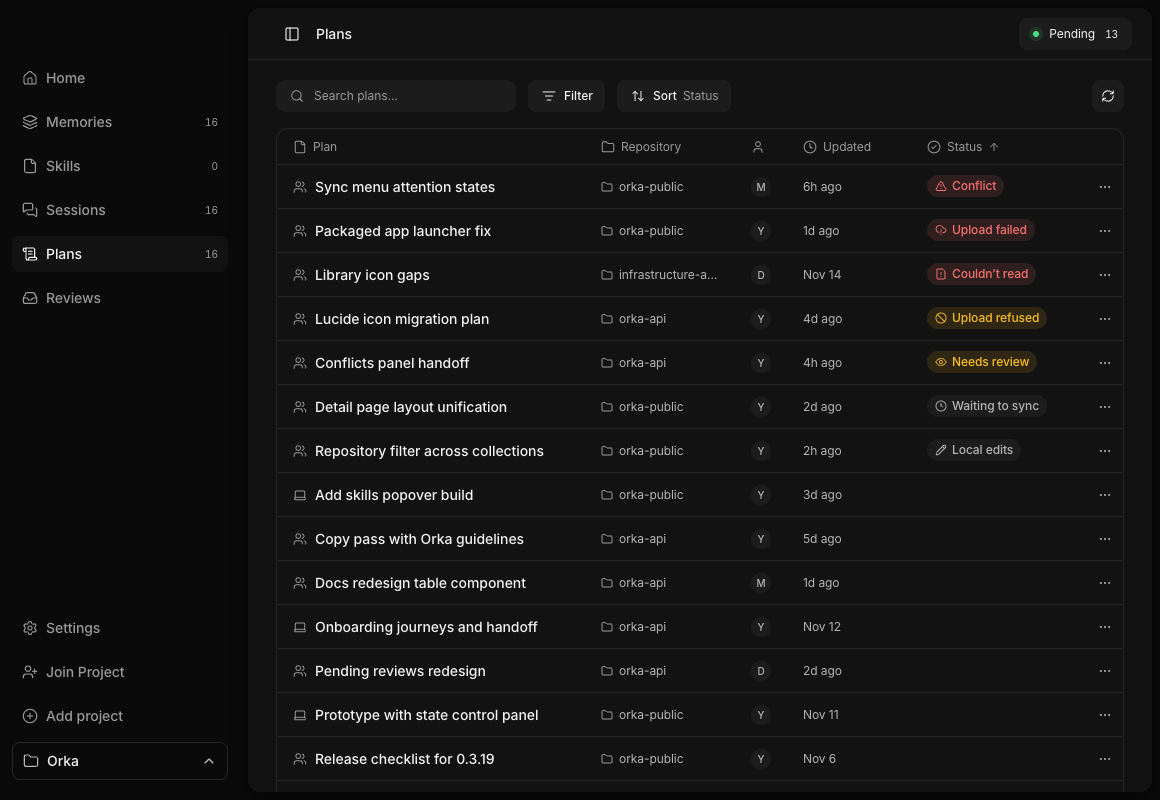 Plans
Pending 13
Home
Memories 16
Skills 0
Sessions 16
Plans 16
Reviews
Settings
Join Project
Add project
Orka
Search plans...
Filter
Sort Status
Plan Repository Updated Status
Sync menu attention states orka-public M 6h ago Conflict
Packaged app launcher fix orka-public Y 1d ago Upload failed
Library icon gaps infrastructure-a... D Nov 14 Couldn't read
Lucide icon migration plan orka-api Y 4d ago Upload refused
Conflicts panel handoff orka-api Y 4h ago Needs review
Detail page layout unification orka-public Y 2d ago Waiting to sync
Repository filter across collections orka-public Y 2h ago Local edits
Add skills popover build orka-public Y 3d ago
Copy pass with Orka guidelines orka-api Y 5d ago
Docs redesign table component orka-api M 1d ago
Onboarding journeys and handoff orka-api Y Nov 12
Pending reviews redesign orka-api D 2d ago
Prototype with state control panel orka-public Y Nov 11
Release checklist for 0.3.19 orka-public Y Nov 6